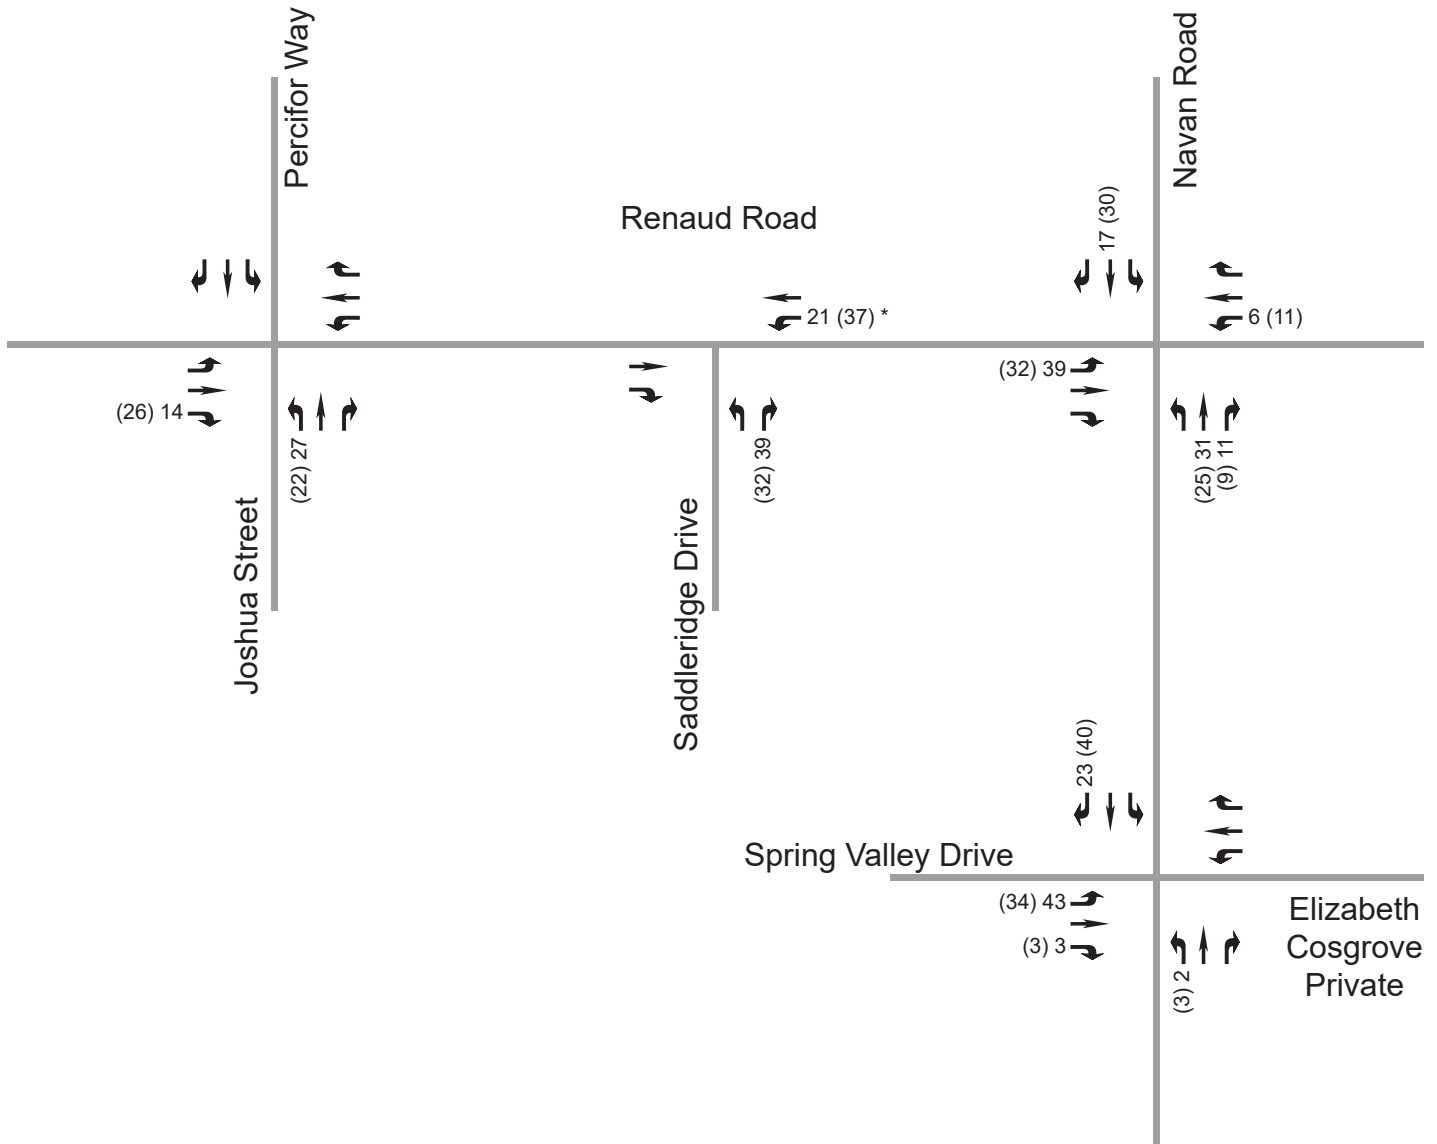 Percifor Way
Navan Road
Renaud Road
17 (30)
21 (37) *
6 (11)
(32) 39
(26) 14
(22) 27
(32) 39
(25) 31
(9) 11
Joshua Street
Saddleridge Drive
23 (40)
Spring Valley Drive
(34) 43
(3) 3
(3) 2
Elizabeth
Cosgrove
Private